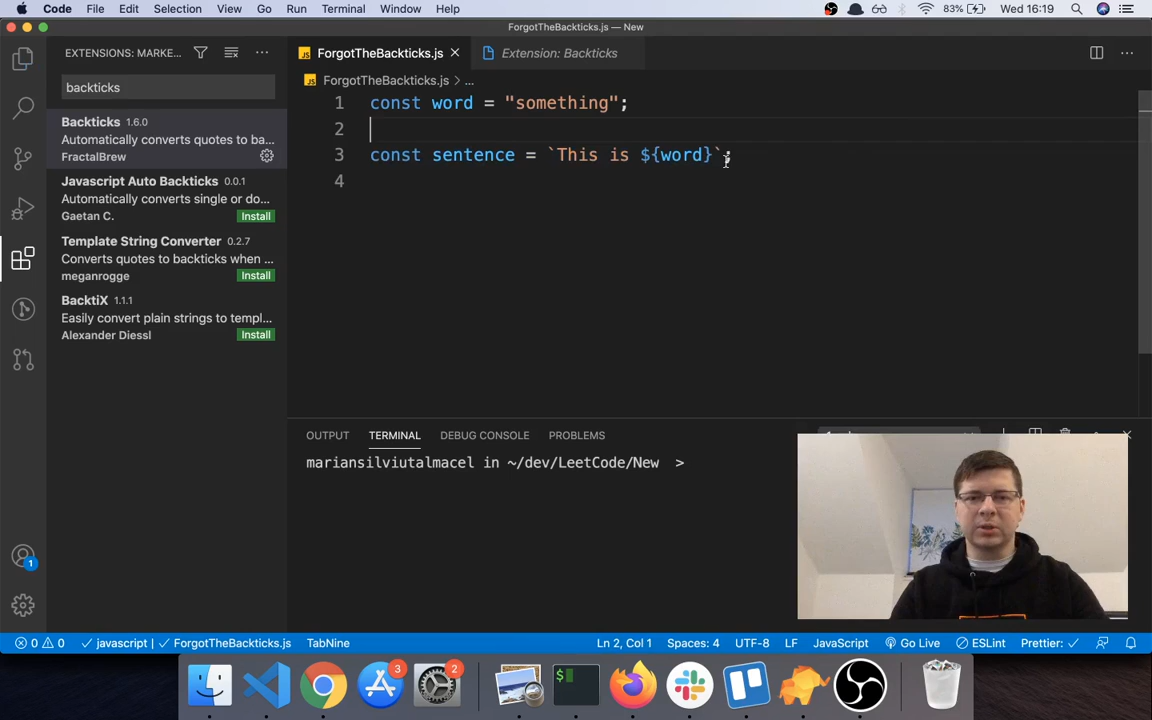 Code File Edit Selection View Go Run Terminal Window Help 83% Wed 16:19
ForgotTheBackticks.js — New
EXTENSIONS: MARKE...
ForgotTheBackticks.js
Extension: Backticks
backticks
ForgotTheBackticks.js > ...
Backticks 1.6.0
Automatically converts quotes to ba...
FractalBrew
Javascript Auto Backticks 0.0.1
Automatically converts single or do...
Gaetan C. Install
Template String Converter 0.2.7
Converts quotes to backticks when ...
meganrogge Install
BacktiX 1.1.1
Easily convert plain strings to templ...
Alexander Diessl Install
1 const word = "something";
2
3 const sentence = `This is ${word}`;
4
OUTPUT TERMINAL DEBUG CONSOLE PROBLEMS
mariansilviutalmacel in ~/dev/LeetCode/New >
1
0 0 javascript | ForgotTheBackticks.js TabNine Ln 2, Col 1 Spaces: 4 UTF-8 LF JavaScript Go Live ESLint Prettier:
3
2
$